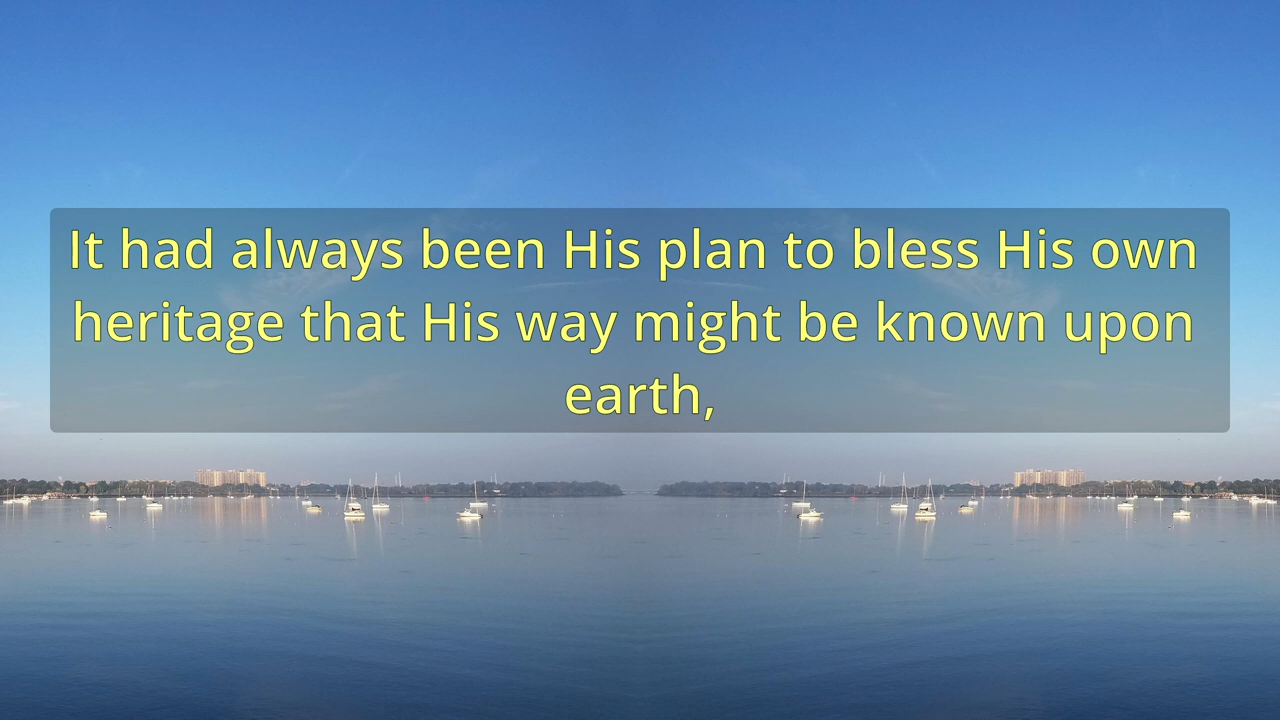 It had always been His plan to bless His own
heritage that His way might be known upon
earth,